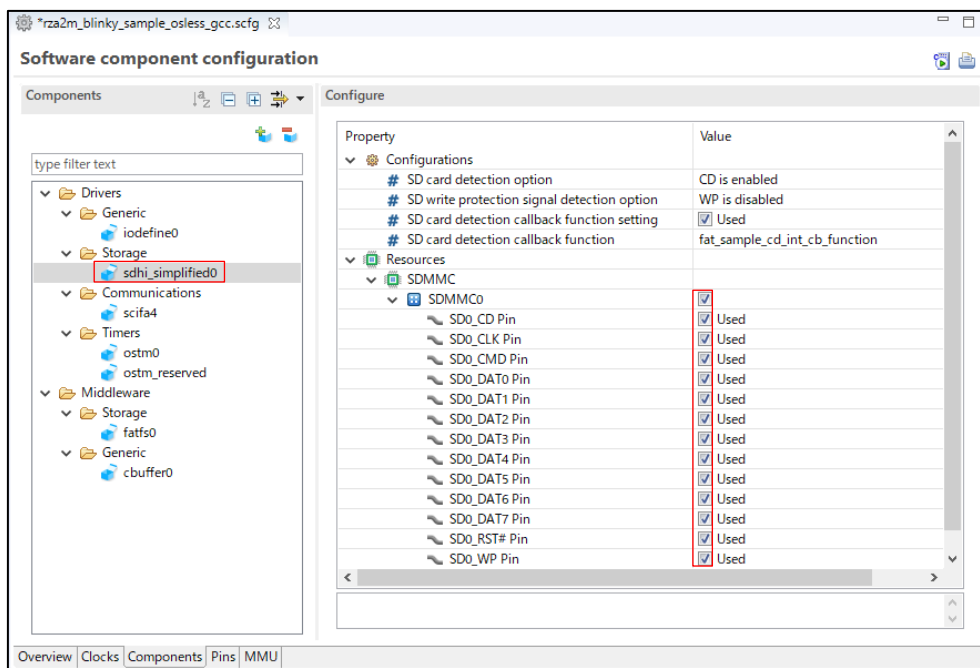 *rza2m_blinky_sample_osless_gcc.scfg
Software component configuration
Components
Configure
type filter text
Drivers
Generic
iodefine0
Storage
sdhi_simplified0
Communications
scifa4
Timers
ostm0
ostm_reserved
Middleware
Storage
fatfs0
Generic
cbuffer0
Property Value
Configurations
# SD card detection option CD is enabled
# SD write protection signal detection option WP is disabled
# SD card detection callback function setting Used
# SD card detection callback function fat_sample_cd_int_cb_function
Resources
SDMMC
SDMMC0
SD0_CD Pin Used
SD0_CLK Pin Used
SD0_CMD Pin Used
SD0_DAT0 Pin Used
SD0_DAT1 Pin Used
SD0_DAT2 Pin Used
SD0_DAT3 Pin Used
SD0_DAT4 Pin Used
SD0_DAT5 Pin Used
SD0_DAT6 Pin Used
SD0_DAT7 Pin Used
SD0_RST# Pin Used
SD0_WP Pin Used
Overview Clocks Components Pins MMU